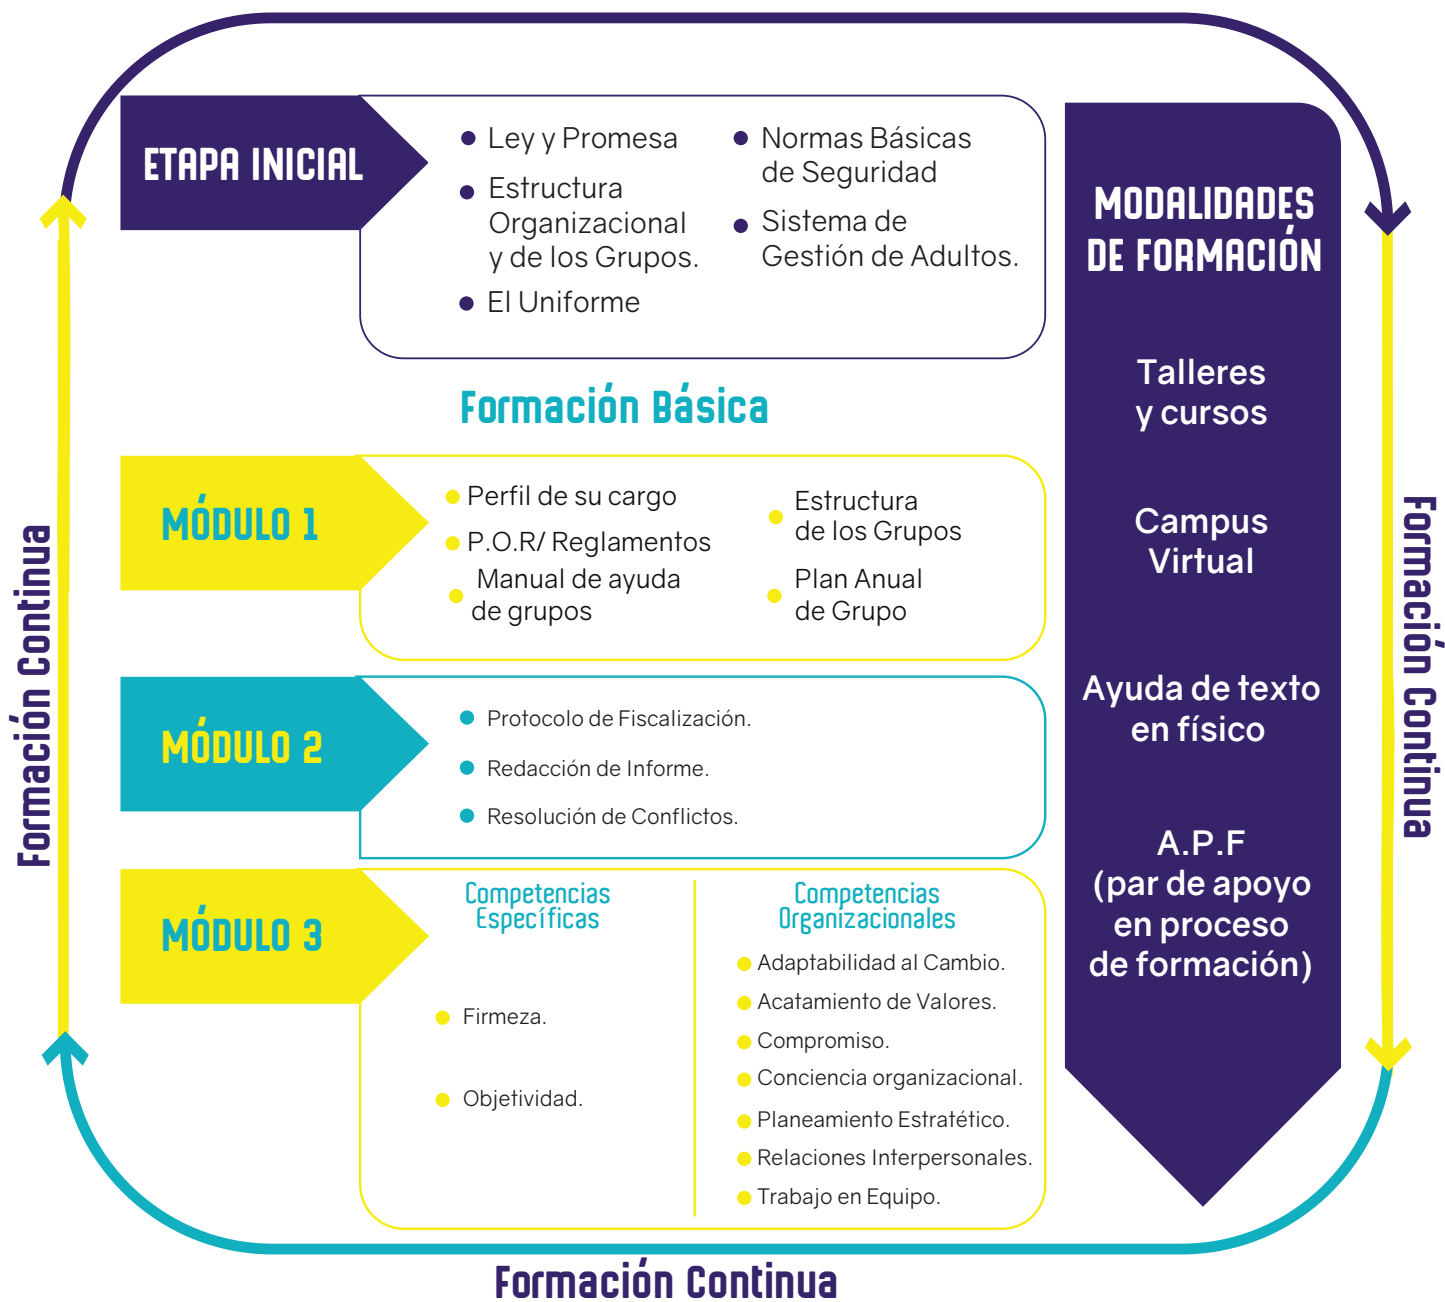 ETAPA INICIAL
Ley y Promesa
Estructura
Organizacional
y de los Grupos.
El Uniforme
Normas Básicas
de Seguridad
Sistema de
Gestión de Adultos.
Formación Básica
MÓDULO 1
Perfil de su cargo
P.O.R/ Reglamentos
Manual de ayuda
de grupos
Estructura
de los Grupos
Plan Anual
de Grupo
MÓDULO 2
Protocolo de Fiscalización.
Redacción de Informe.
Resolución de Conflictos.
MÓDULO 3
Competencias
Específicas
Firmeza.
Objetividad.
Competencias
Organizacionales
Adaptabilidad al Cambio.
Acatamiento de Valores.
Compromiso.
Conciencia organizacional.
Planeamiento Estratético.
Relaciones Interpersonales.
Trabajo en Equipo.
MODALIDADES
DE FORMACIÓN
Talleres
y cursos
Campus
Virtual
Ayuda de texto
en físico
A.P.F
(par de apoyo
en proceso
de formación)
Formación Continua
Formación Continua
Formación Continua